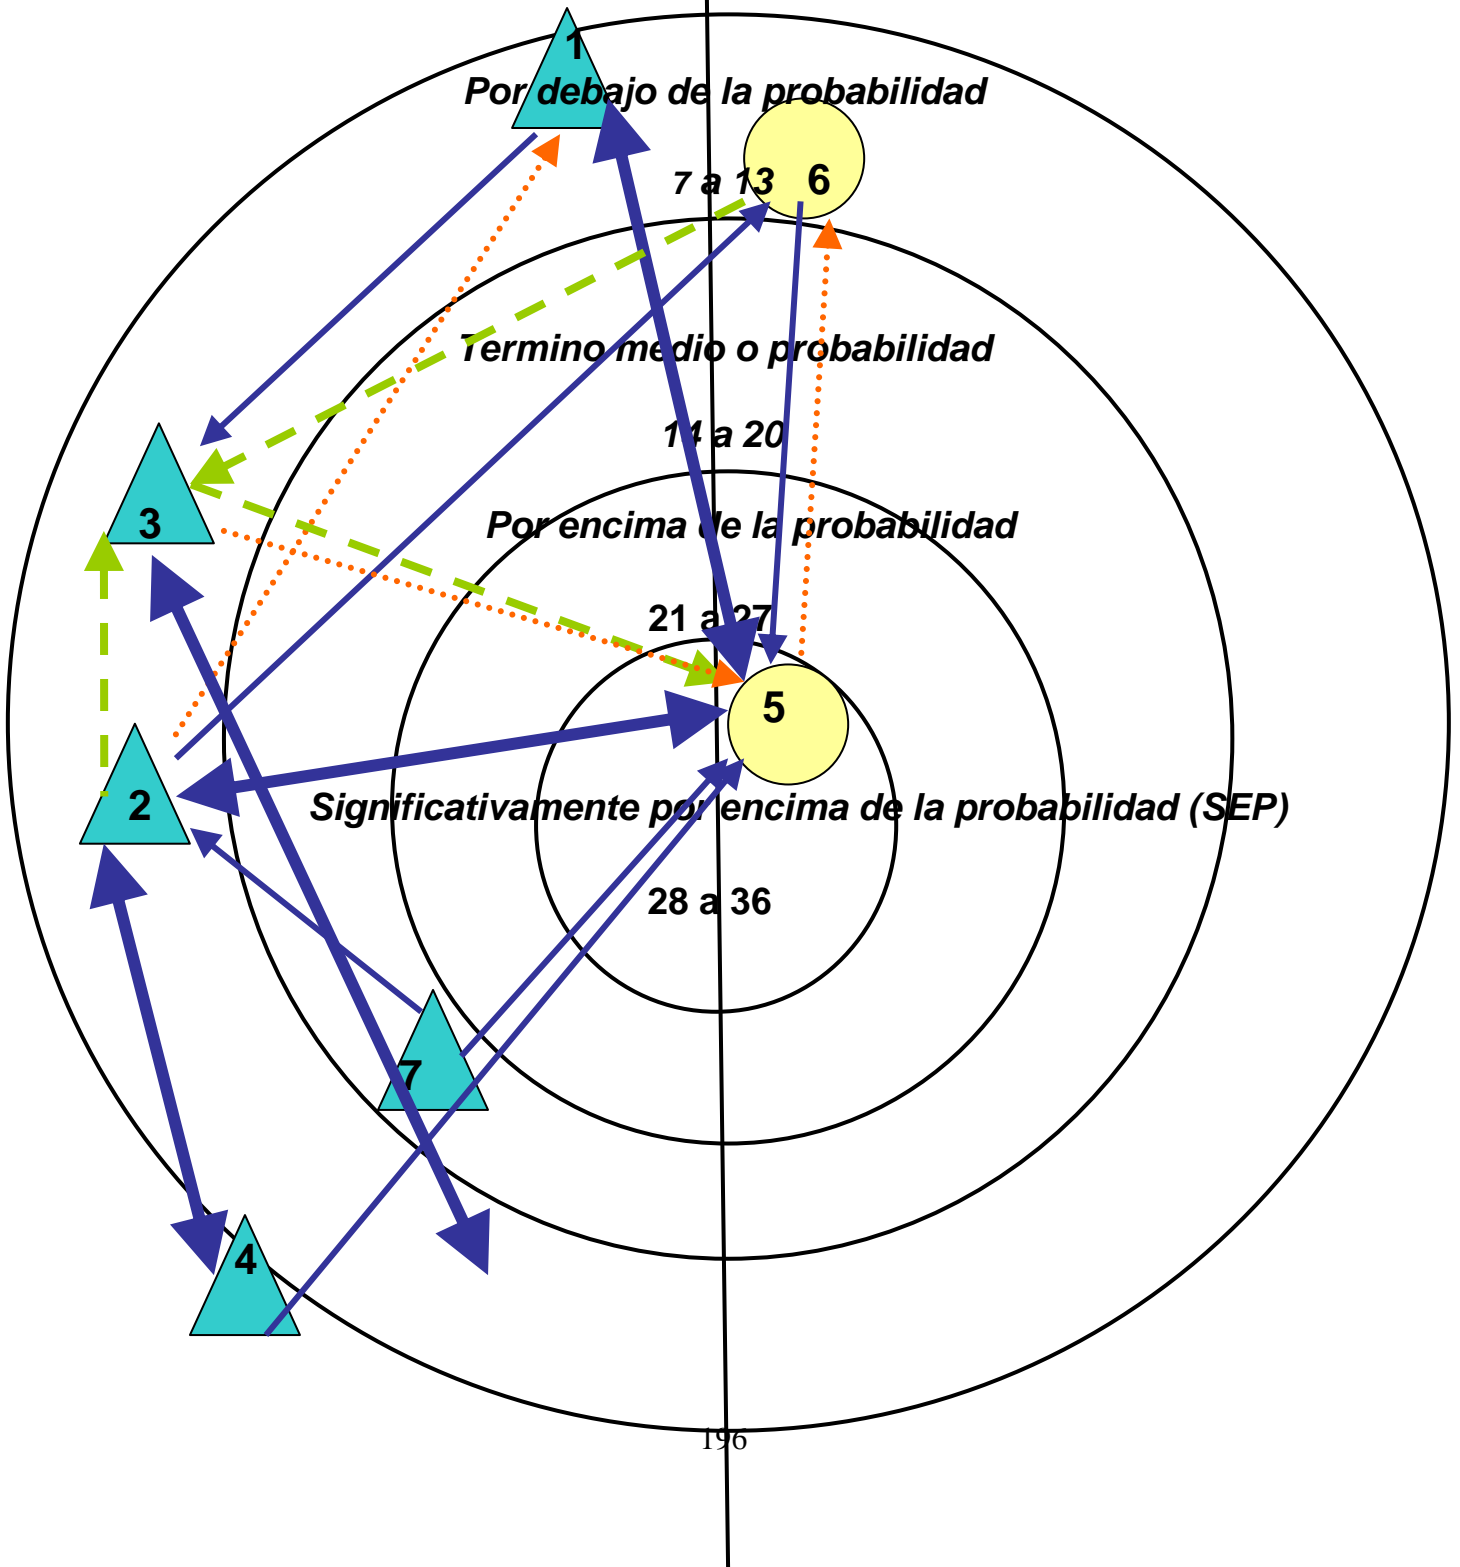 1
Por debajo de la probabilidad
7 a 13 6
Termino medio o probabilidad
14 a 20
3
Por encima de la probabilidad
21 a 27
5
2
Significativamente por encima de la probabilidad (SEP)
28 a 36
7
4
196